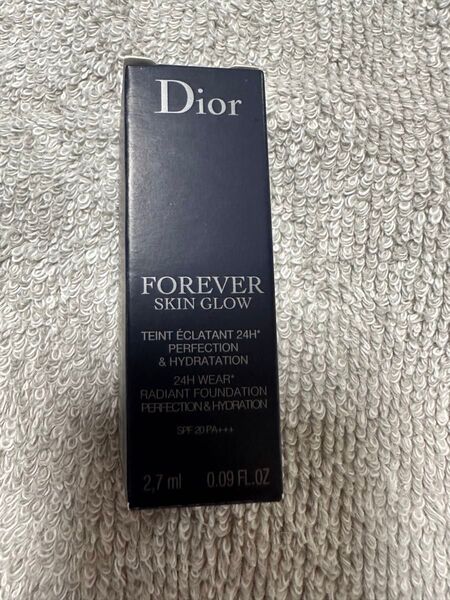 Dior
FOREVER
SKIN GLOW
TEINT ÉCLATANT 24H*
PERFECTION
& HYDRATATION
24H WEAR*
RADIANT FOUNDATION
PERFECTION & HYDRATION
SPF 20 PA+++
2,7 ml 0.09 FL.OZ